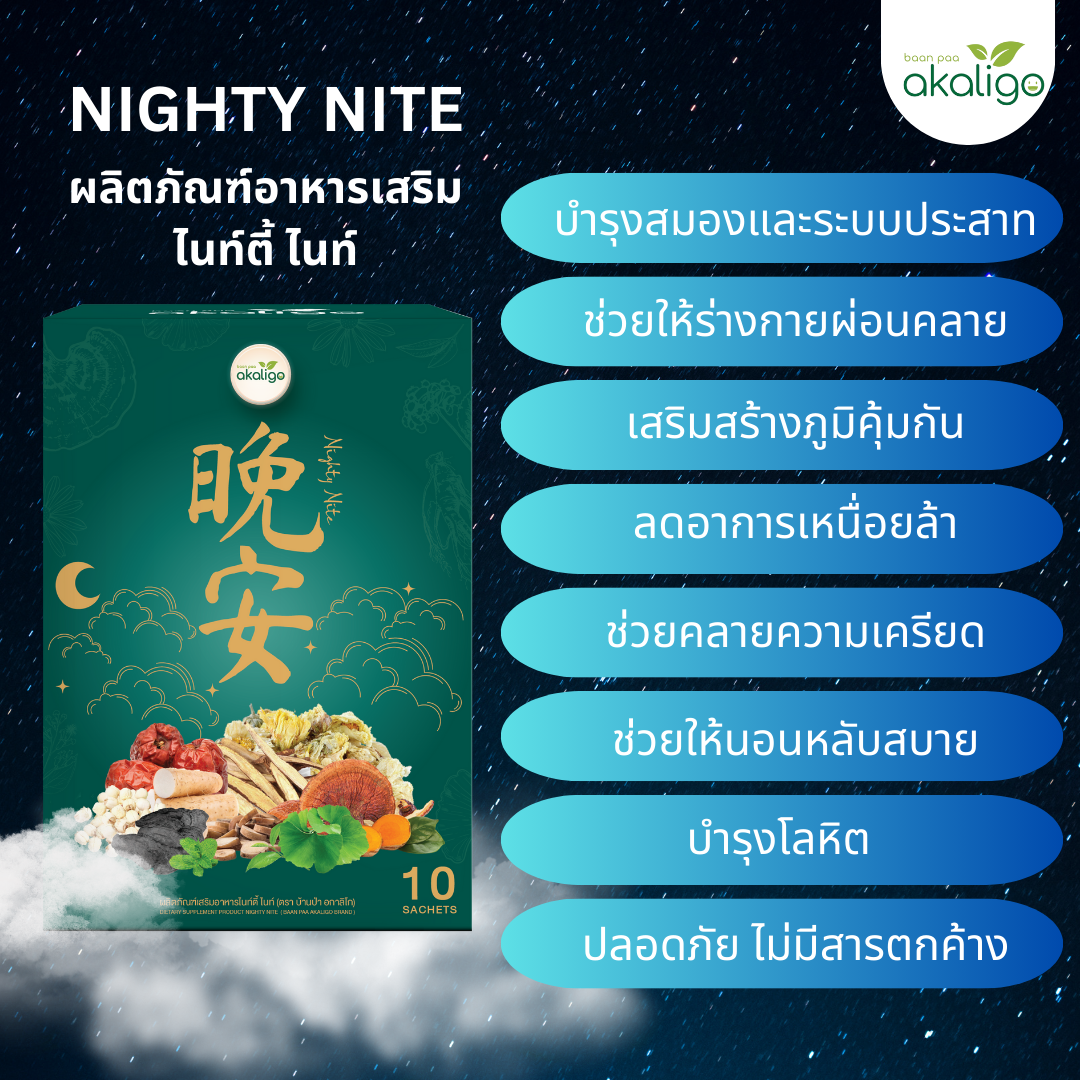 baan paa
akaligo
NIGHTY NITE
ผลิตภัณฑ์อาหารเสริม
ไนท์ตี้ ไนท์
บำรุงสมองและระบบประสาท
ช่วยให้ร่างกายผ่อนคลาย
เสริมสร้างภูมิคุ้มกัน
ลดอาการเหนื่อยล้า
ช่วยคลายความเครียด
ช่วยให้นอนหลับสบาย
บำรุงโลหิต
ปลอดภัย ไม่มีสารตกค้าง
akaligo
baan paa
akaligo
晚安
Nighty Nite
10
SACHETS
ผลิตภัณฑ์เสริมอาหารไนท์ตี้ ไนท์ (ตรา บ้านป่า อกาลิโก)
DIETARY SUPPLEMENT PRODUCT NIGHTY NITE ( BAAN PAA AKALIGO BRAND )